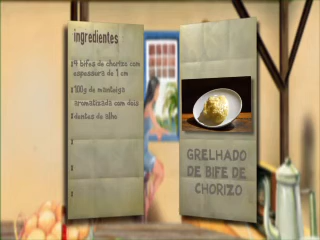 ingredientes
4 bifes de chorizo com
espessura de 1 cm
100g de manteiga
aromatizada com dois
dentes de alho
GRELHADO
DE BIFE DE
CHORIZO